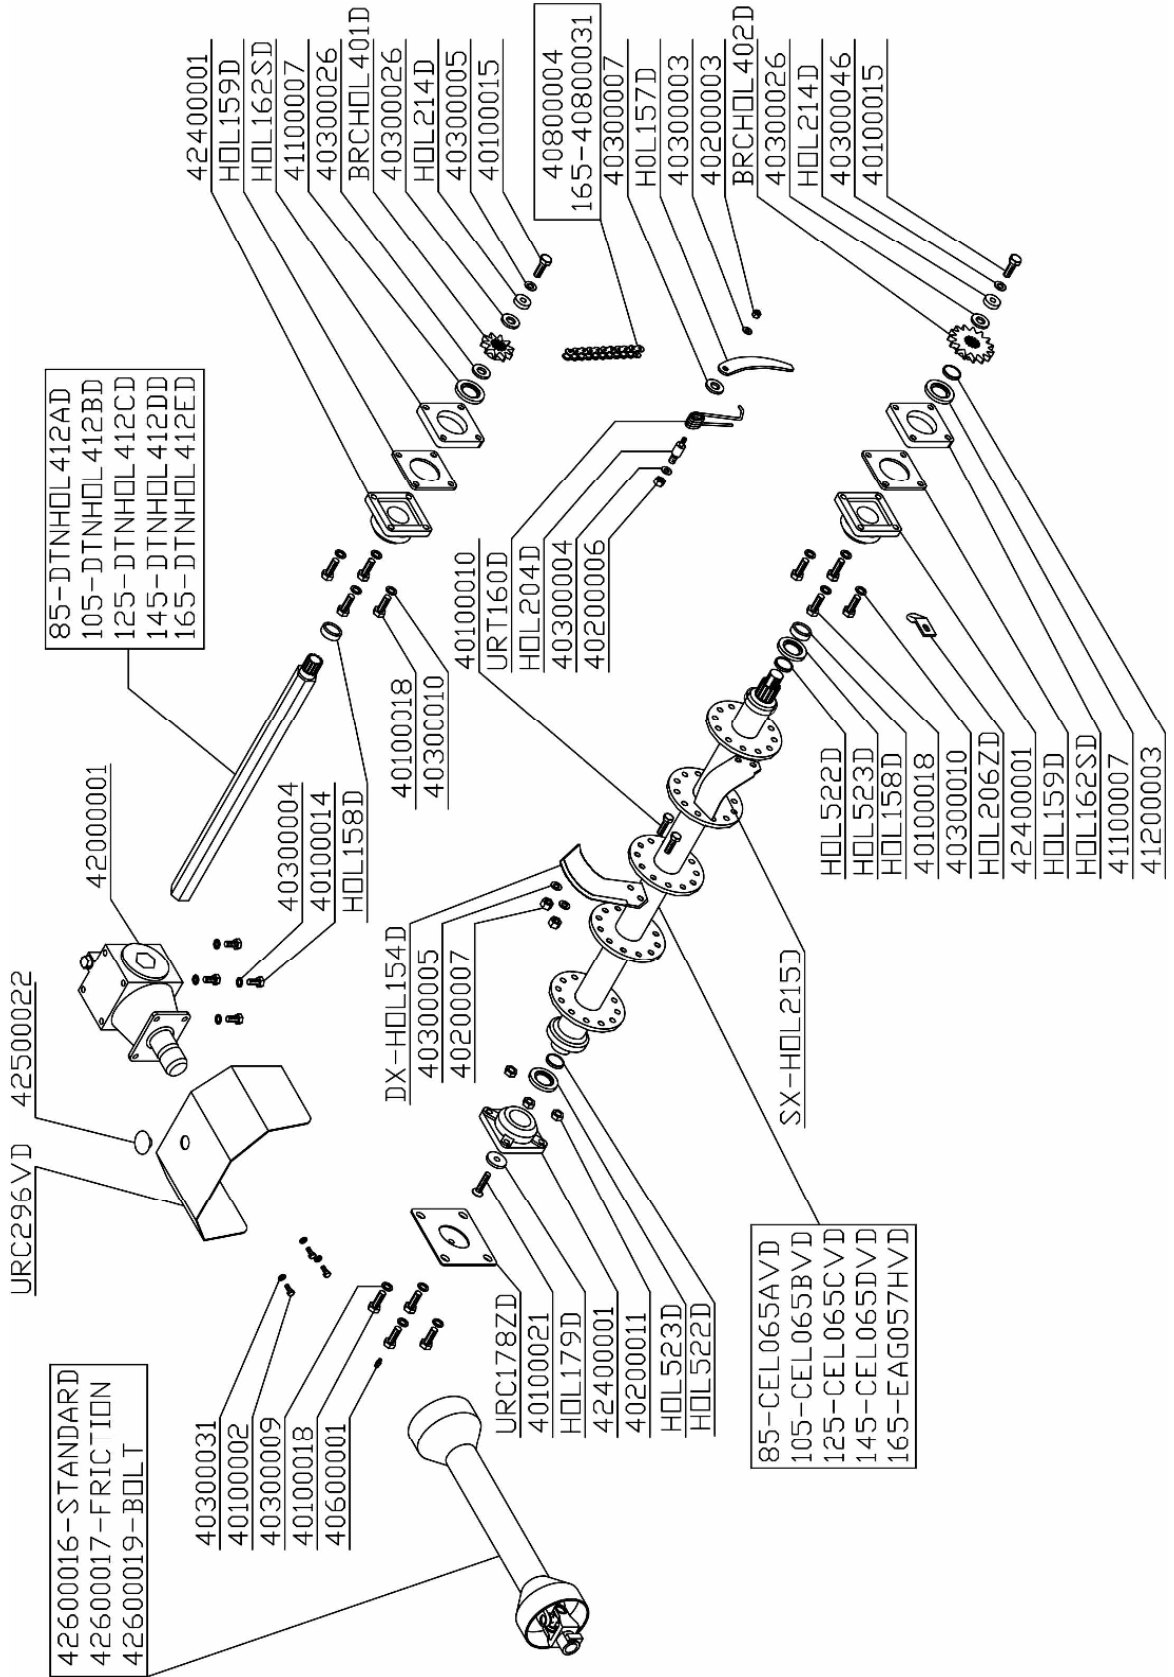 42600016-STANDARD
42600017-FRICTION
42600019-BOLT
URC296VD
42500022
42000001
85-DTNHOL412AD
105-DTNHOL412BD
125-DTNHOL412CD
145-DTNHOL412DD
165-DTNHOL412ED
42400001
HOL159D
HOL162SD
41100007
40300026
BRCHOL401D
40300026
HOL214D
40300005
40100015
40300031
40100002
40300009
40100018
40600001
40300004
40100014
HOL158D
40100018
40300010
40800004
165-40800031
40300007
HOL157D
40300003
40200003
BRCHOL402D
40300026
HOL214D
40300046
40100015
DX-HOL154D
40300005
40200007
40100010
URT160D
HOL204D
40300004
40200006
URC178ZD
40100021
HOL179D
42400001
40200011
HOL523D
HOL522D
85-CEL065AVD
105-CEL065BVD
125-CEL065CVD
145-CEL065DVD
165-EAG057HVD
SX-HOL215D
HOL522D
HOL523D
HOL158D
40100018
40300010
HOL206ZD
42400001
HOL159D
HOL162SD
41100007
41200003